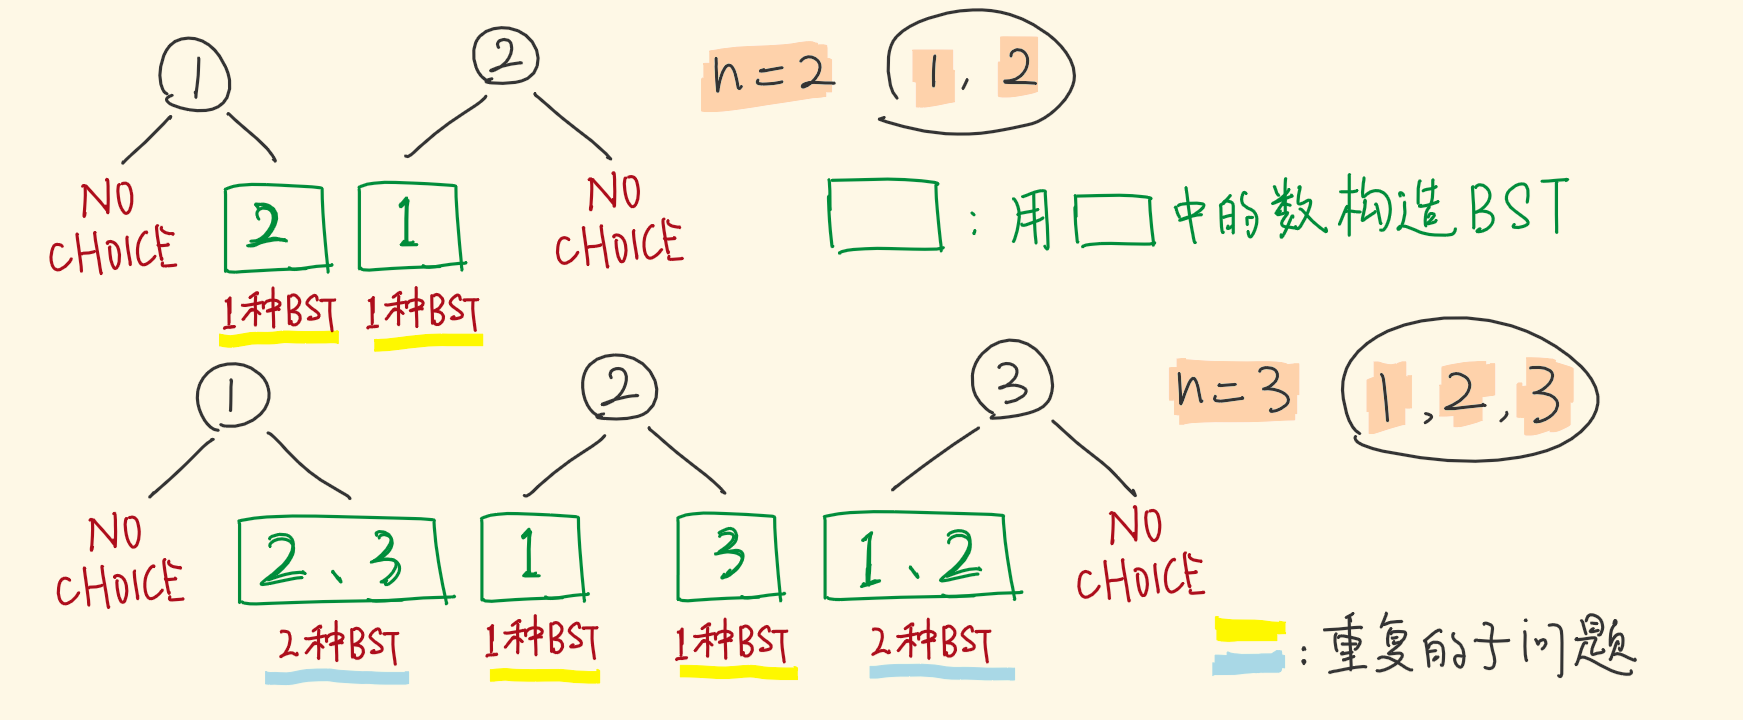 1
2
n=2
1, 2
NO
CHOICE
2
1
NO
CHOICE
□:用□中的数构造BST
1种BST
1种BST
1
2
3
n=3
1,2,3
NO
CHOICE
2、3
1
3
1、2
NO
CHOICE
2种BST
1种BST
1种BST
2种BST
:重复的子问题